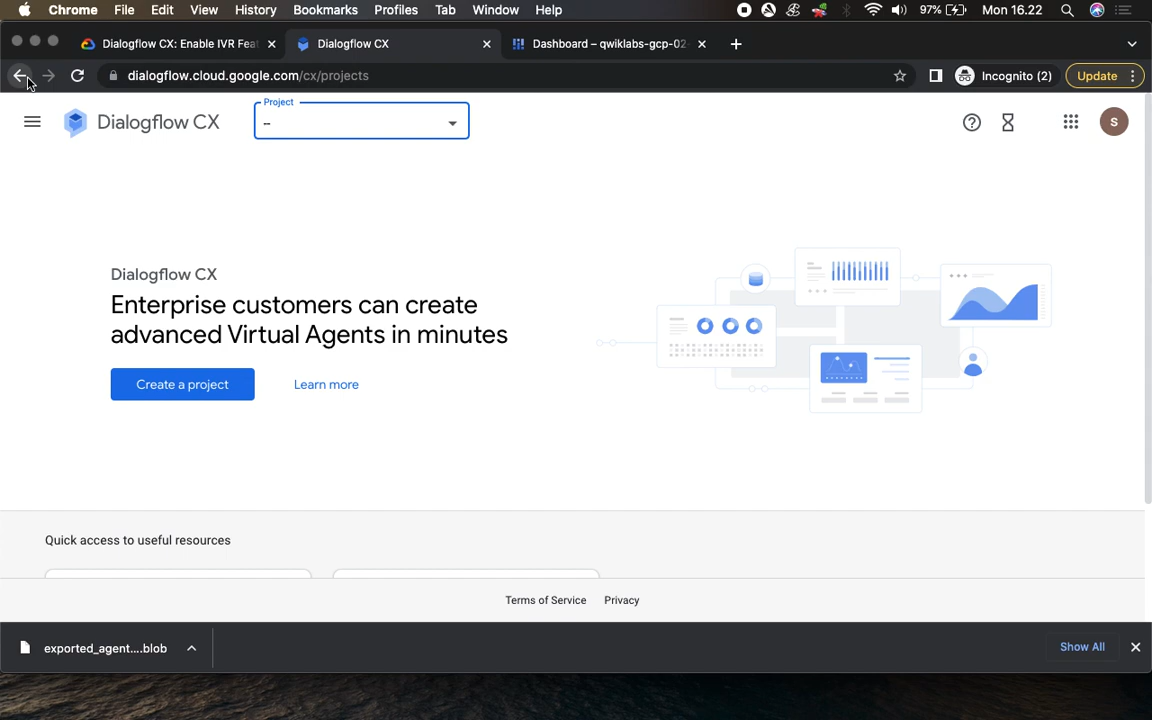 Chrome File Edit View History Bookmarks Profiles Tab Window Help 97% Mon 16.22
Dialogflow CX: Enable IVR Fea Dialogflow CX Dashboard – qwiklabs-gcp-02-
dialogflow.cloud.google.com/cx/projects Incognito (2) Update
Dialogflow CX Project -- S
Dialogflow CX
Enterprise customers can create
advanced Virtual Agents in minutes
Create a project Learn more
Quick access to useful resources
Terms of Service Privacy
exported_agent....blob Show All